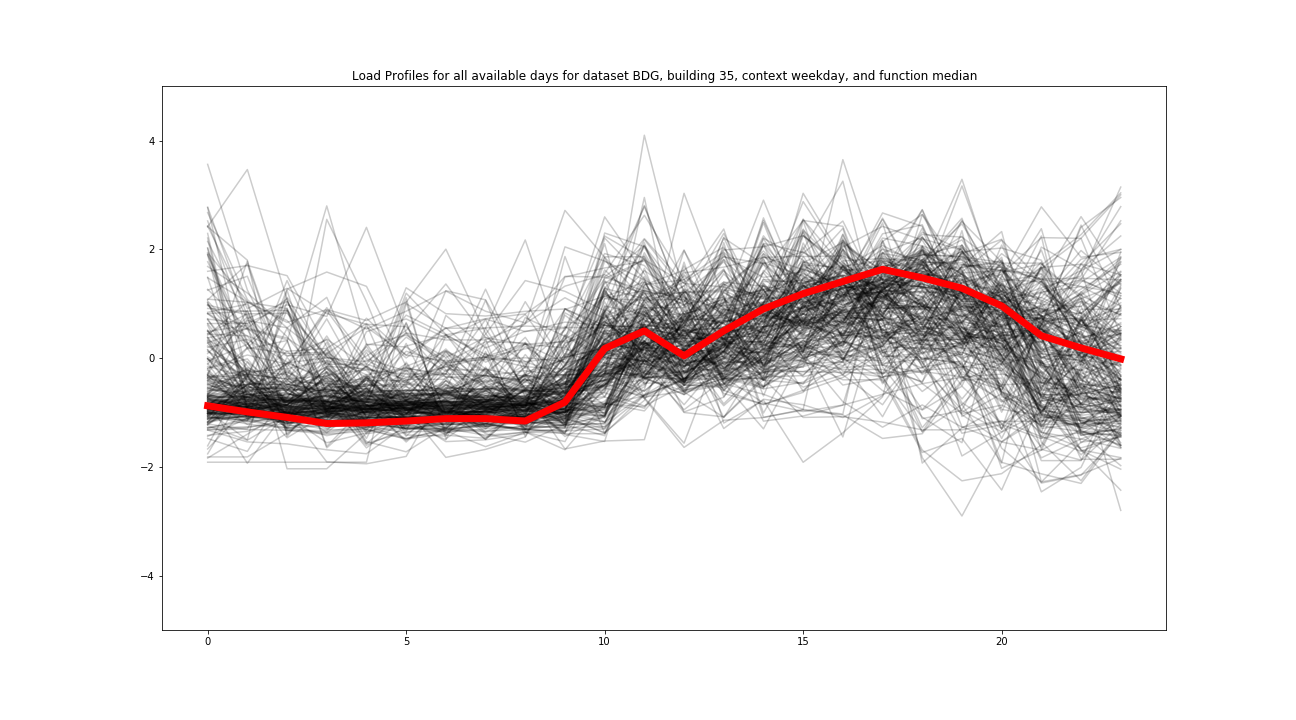 Load Profiles for all available days for dataset BDG, building 35, context weekday, and function median
4
2
0
−2
−4
0 5 10 15 20